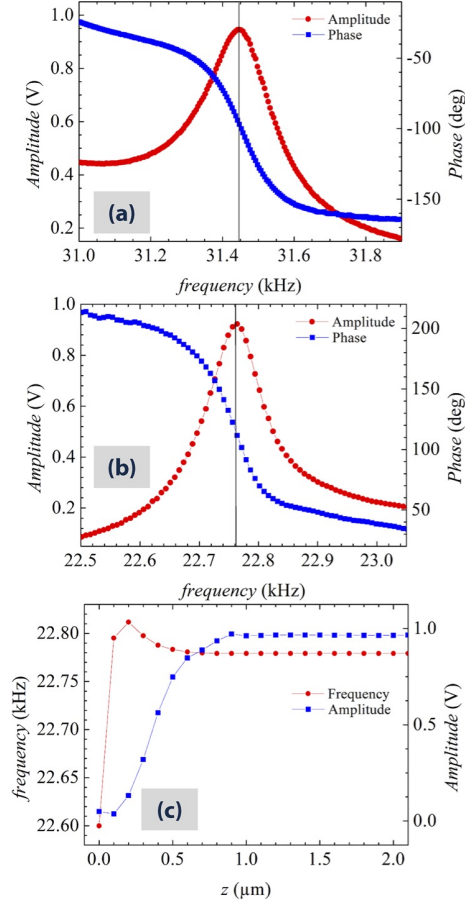 Amplitude
Phase
1.0
0.8
0.6
0.4
0.2
Amplitude (V)
-50
-100
-150
Phase (deg)
(a)
31.0 31.2 31.4 31.6 31.8
frequency (kHz)
Amplitude
Phase
1.0
0.8
0.6
0.4
0.2
Amplitude (V)
200
150
100
50
Phase (deg)
(b)
22.5 22.6 22.7 22.8 22.9 23.0
frequency (kHz)
22.80
22.75
22.70
22.65
22.60
frequency (kHz)
Frequency
Amplitude
1.0
0.5
0.0
Amplitude (V)
(c)
0.0 0.5 1.0 1.5 2.0
z (µm)